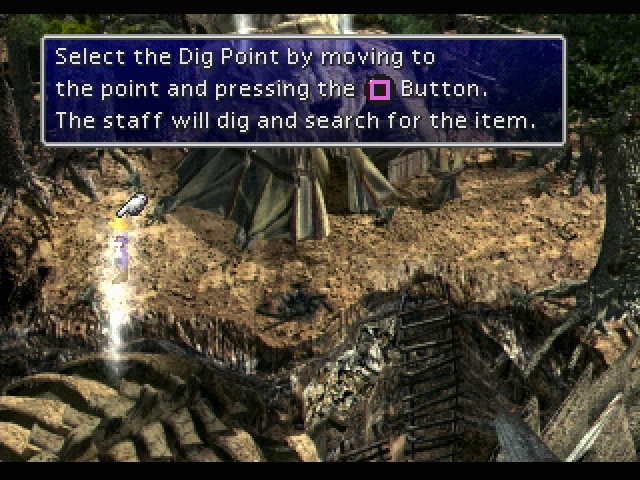 Select the Dig Point by moving to
the point and pressing the □ Button.
The staff will dig and search for the item.